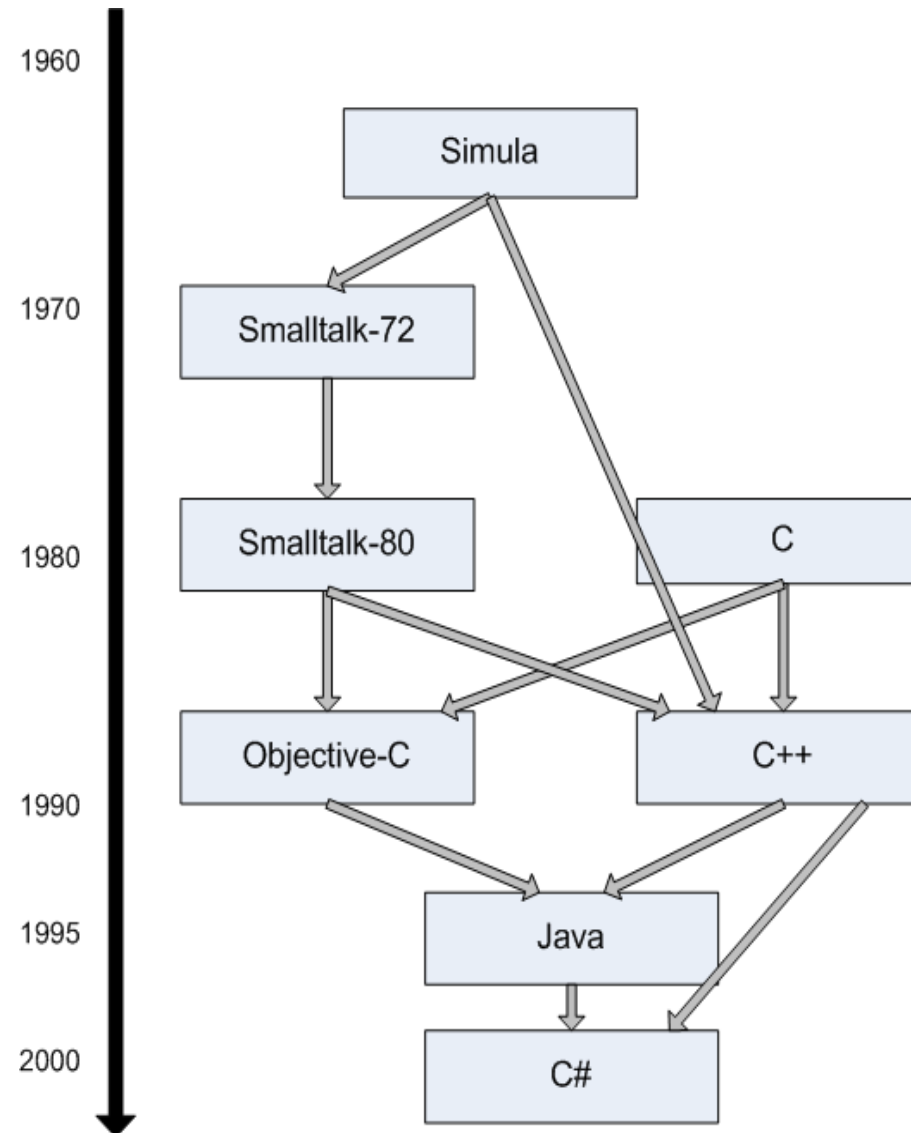 1960
Simula
1970
Smalltalk-72
Smalltalk-80
C
1980
Objective-C
C++
1990
1995
Java
2000
C#